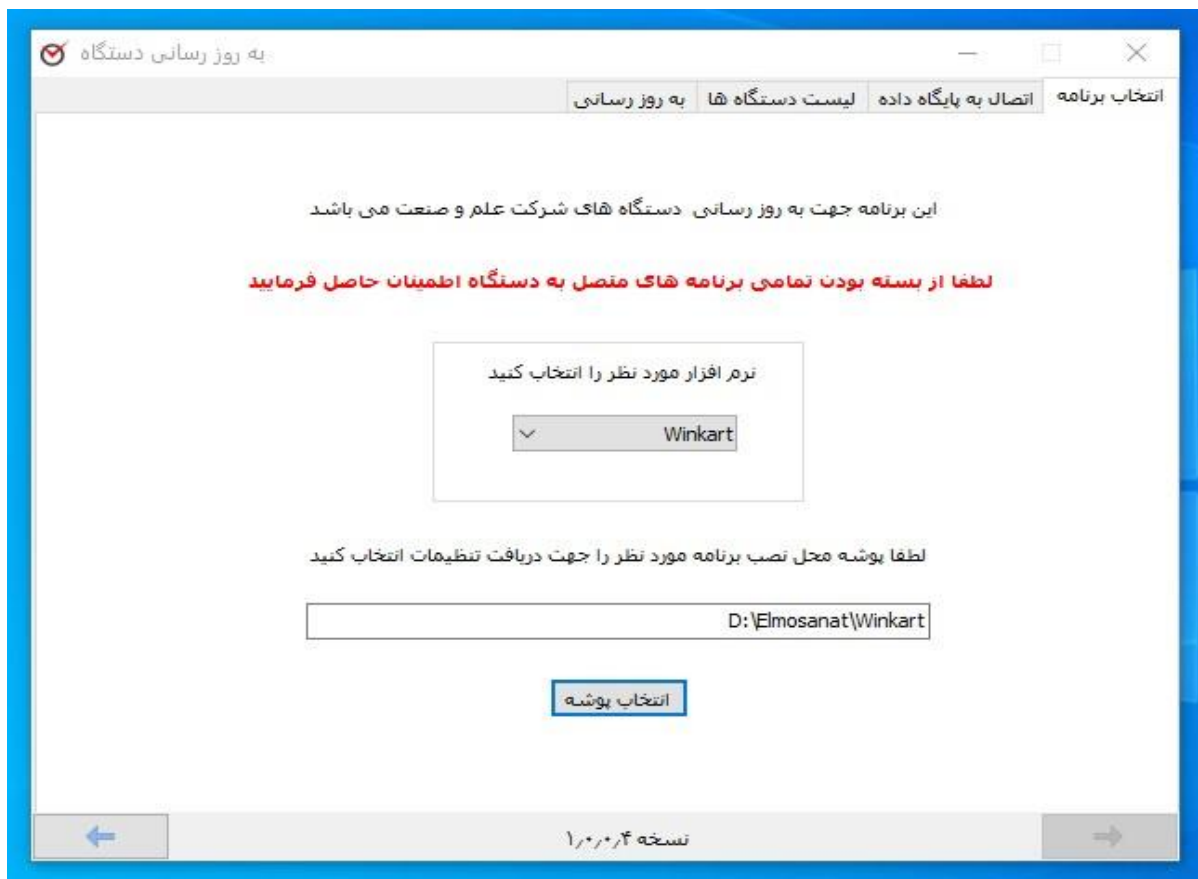 به روز رسانی دستگاه
انتخاب برنامه
اتصال به پایگاه داده
لیست دستگاه ها
به روز رسانی
این برنامه جهت به روز رسانی دستگاه های شرکت علم و صنعت می باشد
لطفا از بسته بودن تمامی برنامه های متصل به دستگاه اطمینان حاصل فرمایید
نرم افزار مورد نظر را انتخاب کنید
Winkart
لطفا پوشه محل نصب برنامه مورد نظر را جهت دریافت تنظیمات انتخاب کنید
D:\Elmosanat\Winkart
انتخاب پوشه
نسخه ۱٫۰٫۰٫۴